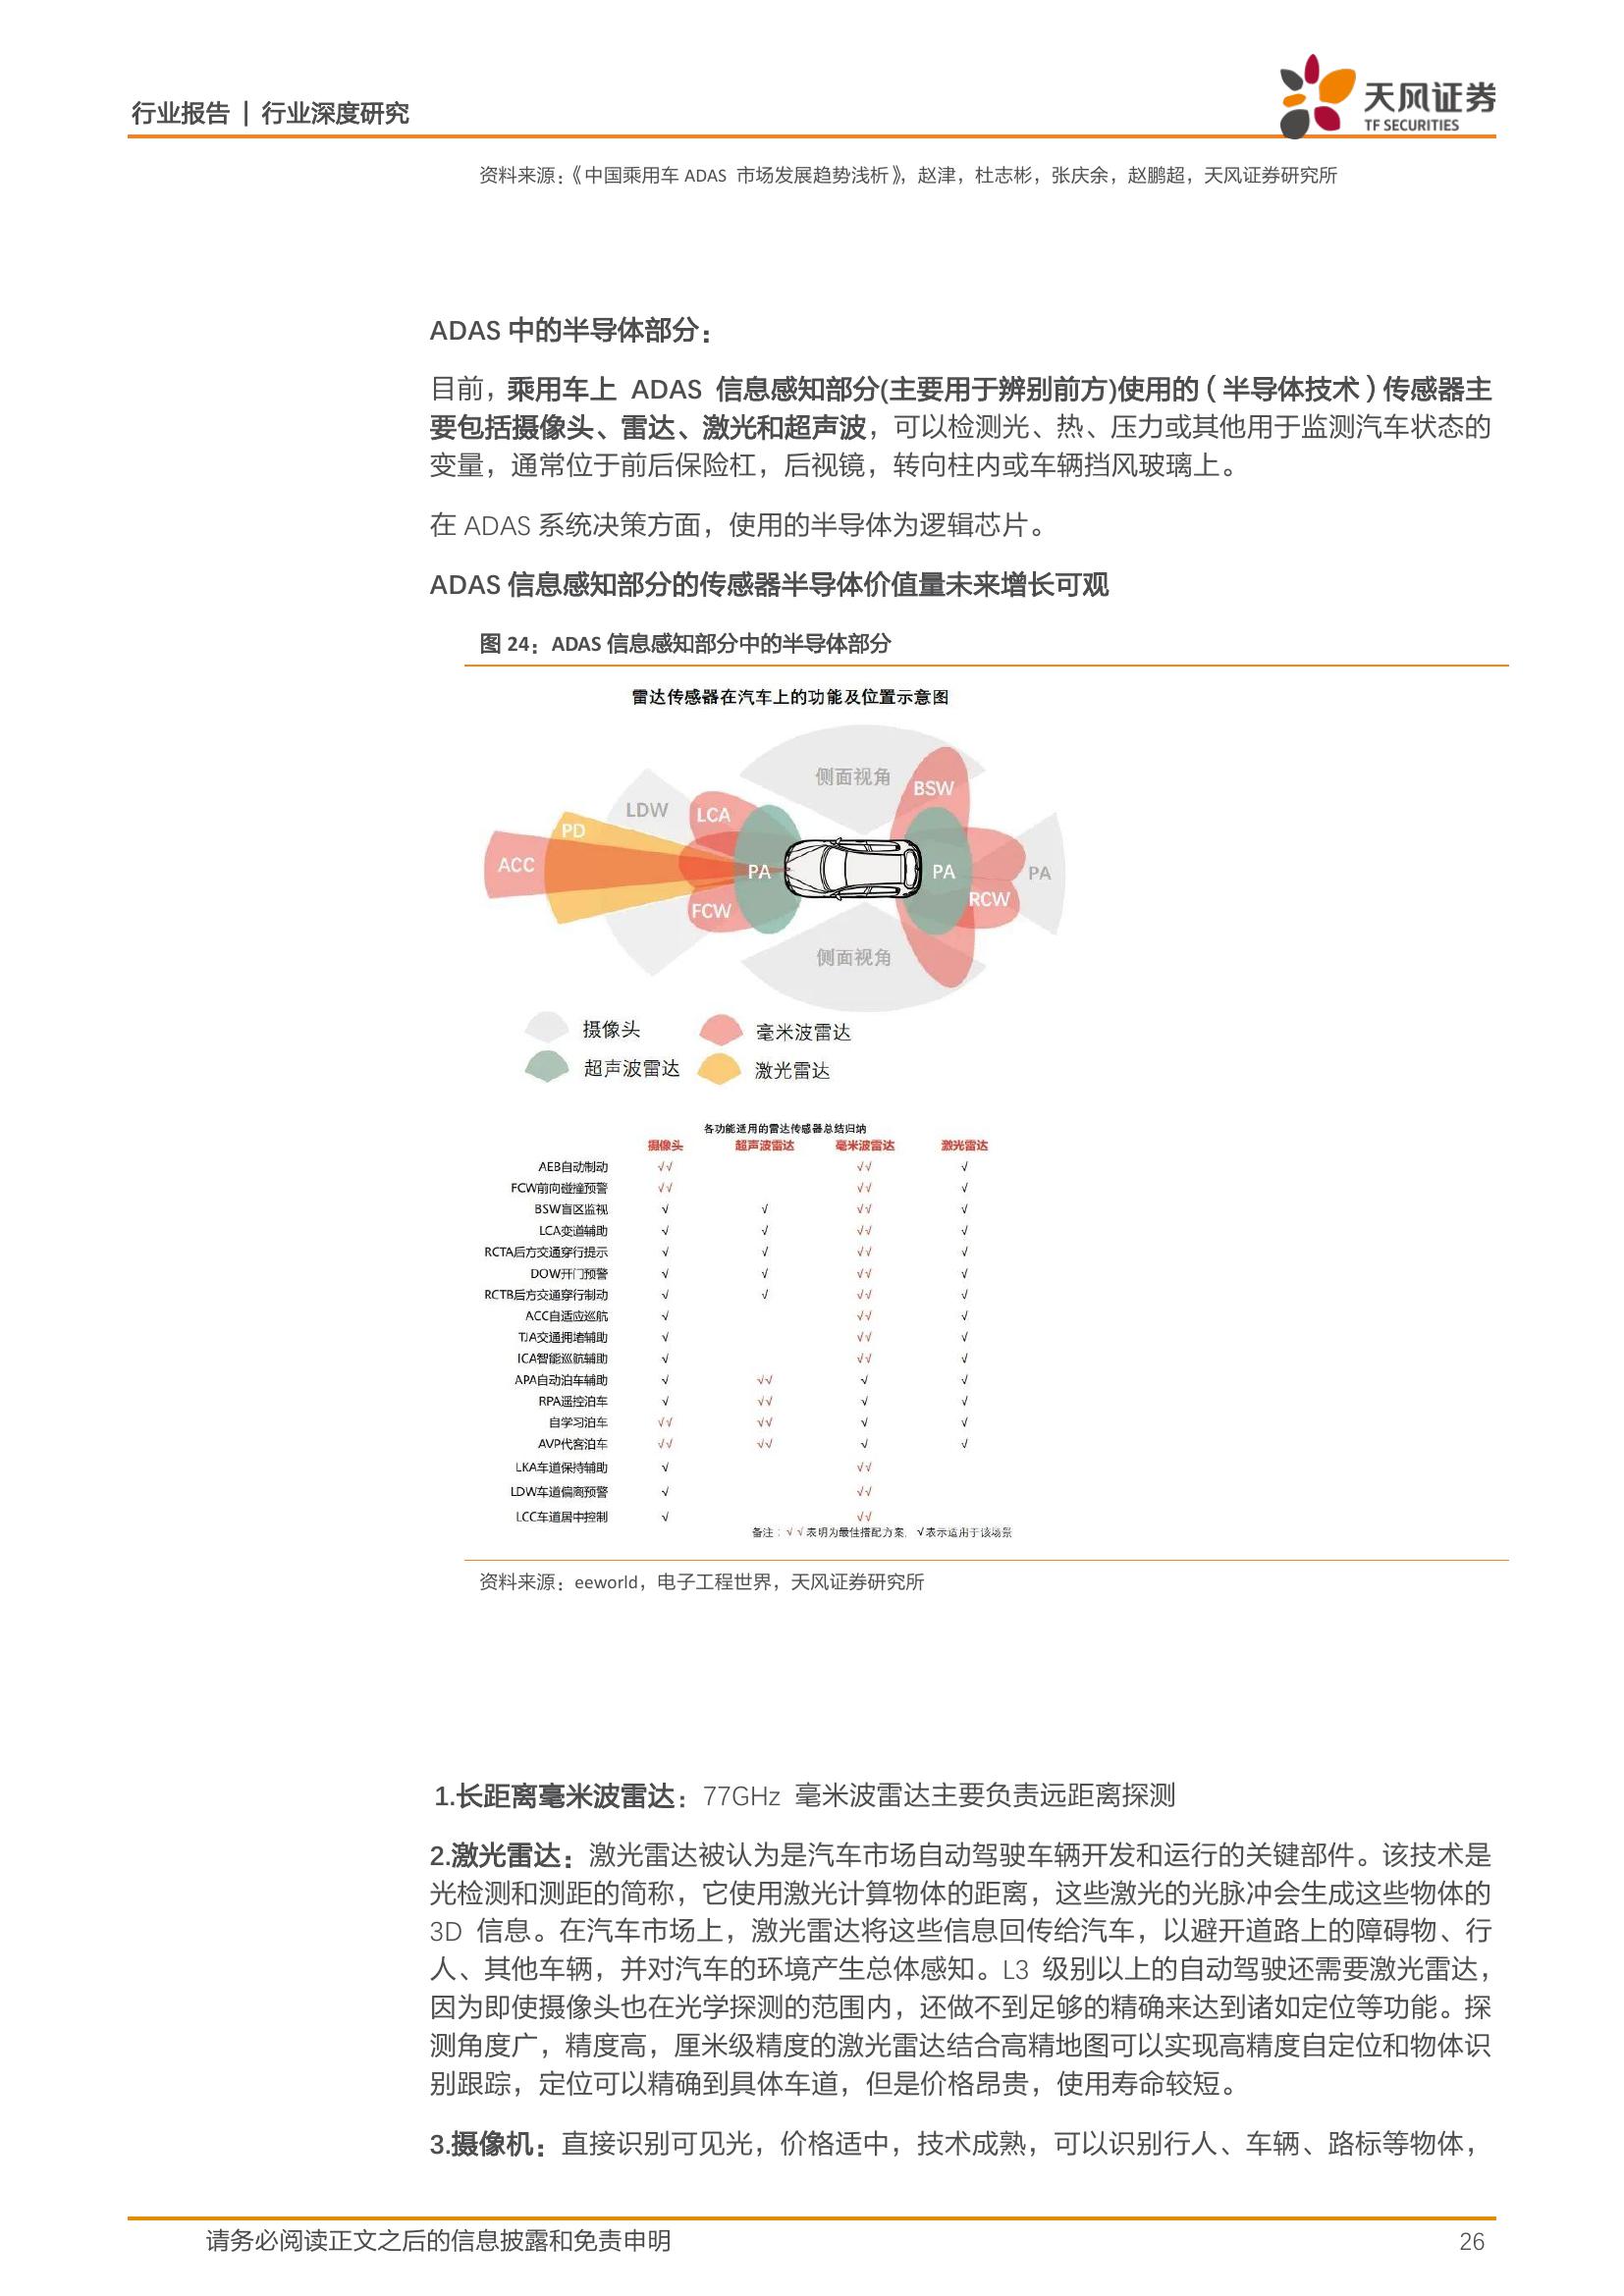 行业报告 | 行业深度研究
天风证券
TF SECURITIES
资料来源：《中国乘用车 ADAS 市场发展趋势浅析》，赵津，杜志彬，张庆余，赵鹏超，天风证券研究所
ADAS 中的半导体部分：
目前，乘用车上 ADAS 信息感知部分(主要用于辨别前方)使用的（半导体技术）传感器主
要包括摄像头、雷达、激光和超声波，可以检测光、热、压力或其他用于监测汽车状态的
变量，通常位于前后保险杠，后视镜，转向柱内或车辆挡风玻璃上。
在 ADAS 系统决策方面，使用的半导体为逻辑芯片。
ADAS 信息感知部分的传感器半导体价值量未来增长可观
图 24：ADAS 信息感知部分中的半导体部分
雷达传感器在汽车上的功能及位置示意图
侧面视角
BSW
LDW
LCA
PD
ACC
PA
PA
PA
RCW
FCW
侧面视角
摄像头
毫米波雷达
超声波雷达
激光雷达
各功能适用的雷达传感器总结归纳
摄像头 超声波雷达 毫米波雷达 激光雷达
AEB自动制动 √√ √√ √
FCW前向碰撞预警 √√ √√ √
BSW盲区监视 √ √ √√ √
LCA变道辅助 √ √ √√ √
RCTA后方交通穿行提示 √ √ √√ √
DOW开门预警 √ √ √√ √
RCTB后方交通穿行制动 √ √ √√ √
ACC自适应巡航 √ √√ √
TJA交通拥堵辅助 √ √√ √
ICA智能巡航辅助 √ √√ √
APA自动泊车辅助 √ √√ √ √
RPA遥控泊车 √ √√ √ √
自学习泊车 √√ √√ √ √
AVP代客泊车 √√ √√ √ √
LKA车道保持辅助 √ √√
LDW车道偏离预警 √ √√
LCC车道居中控制 √ √√
备注：√√表明为最佳搭配方案，√表示适用于该场景
资料来源：eeworld，电子工程世界，天风证券研究所
1.长距离毫米波雷达：77GHz 毫米波雷达主要负责远距离探测
2.激光雷达：激光雷达被认为是汽车市场自动驾驶车辆开发和运行的关键部件。该技术是
光检测和测距的简称，它使用激光计算物体的距离，这些激光的光脉冲会生成这些物体的
3D 信息。在汽车市场上，激光雷达将这些信息回传给汽车，以避开道路上的障碍物、行
人、其他车辆，并对汽车的环境产生总体感知。L3 级别以上的自动驾驶还需要激光雷达，
因为即使摄像头也在光学探测的范围内，还做不到足够的精确来达到诸如定位等功能。探
测角度广，精度高，厘米级精度的激光雷达结合高精地图可以实现高精度自定位和物体识
别跟踪，定位可以精确到具体车道，但是价格昂贵，使用寿命较短。
3.摄像机：直接识别可见光，价格适中，技术成熟，可以识别行人、车辆、路标等物体，
请务必阅读正文之后的信息披露和免责申明
26